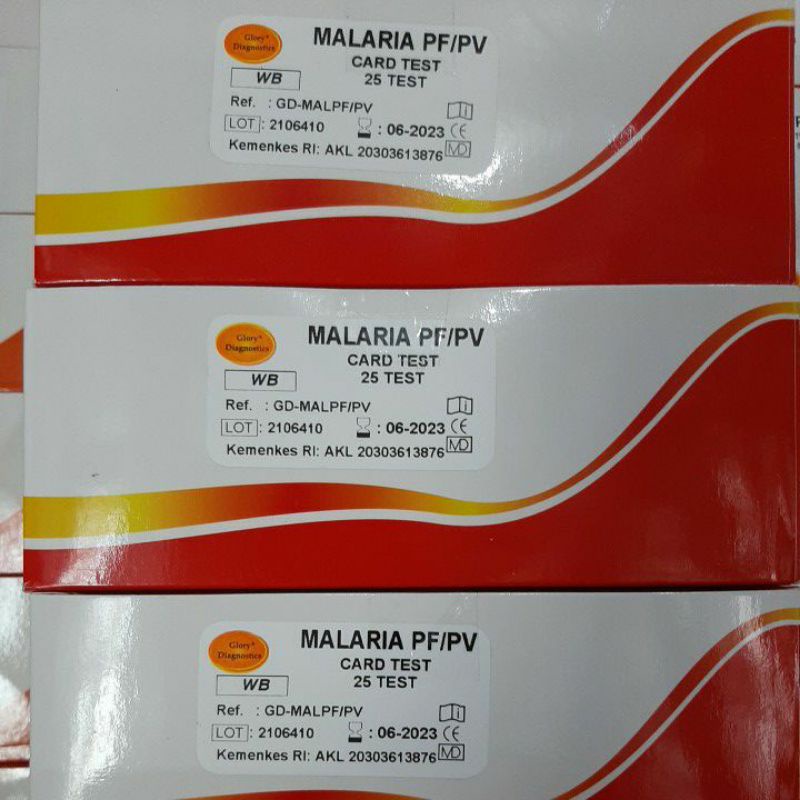 Glory*
Diagnostics
MALARIA PF/PV
CARD TEST
25 TEST
WB
Ref. : GD-MALPF/PV
LOT : 2106410 : 06-2023 CE
Kemenkes RI: AKL 20303613876 MD
Glory*
Diagnostics
MALARIA PF/PV
CARD TEST
25 TEST
WB
Ref. : GD-MALPF/PV
LOT : 2106410 : 06-2023 CE
Kemenkes RI: AKL 20303613876 MD
Glory*
Diagnostics
MALARIA PF/PV
CARD TEST
25 TEST
WB
Ref. : GD-MALPF/PV
LOT : 2106410 : 06-2023 CE
Kemenkes RI: AKL 20303613876 MD